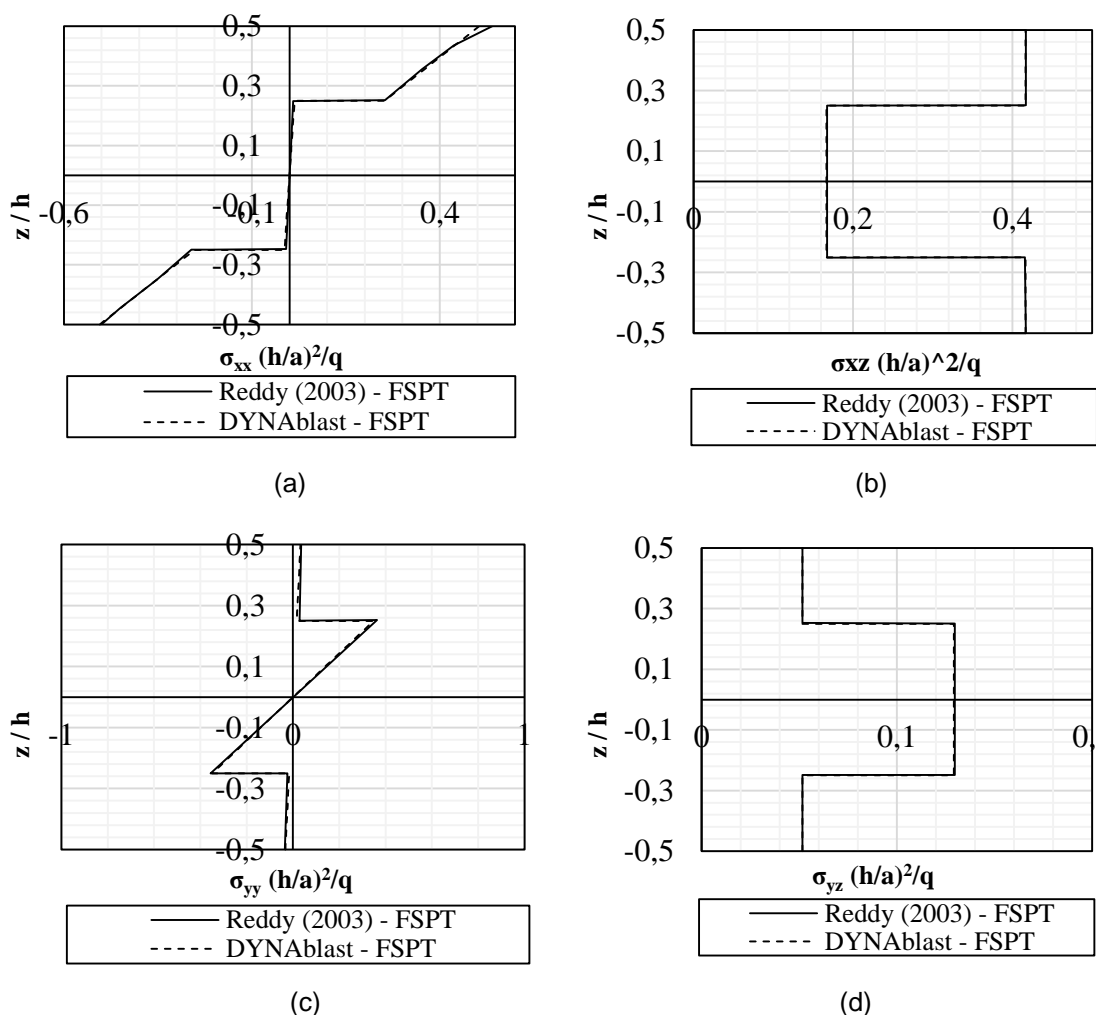 0,5
0,3
0,1
-0,1
-0,3
-0,5
-0,6
-0,1
0,4
z / h
σxx (h/a)²/q
Reddy (2003) - FSPT
DYNAblast - FSPT
(a)
0,5
0,3
0,1
-0,1
-0,3
-0,5
0
0,2
0,4
z / h
σxz (h/a)^2/q
Reddy (2003) - FSPT
DYNAblast - FSPT
(b)
0,5
0,3
0,1
-0,1
-0,3
-0,5
-1
0
1
z / h
σyy (h/a)²/q
Reddy (2003) - FSPT
DYNAblast - FSPT
(c)
0,5
0,3
0,1
-0,1
-0,3
-0,5
0
0,1
0,
z / h
σyz (h/a)²/q
Reddy (2003) - FSPT
DYNAblast - FSPT
(d)